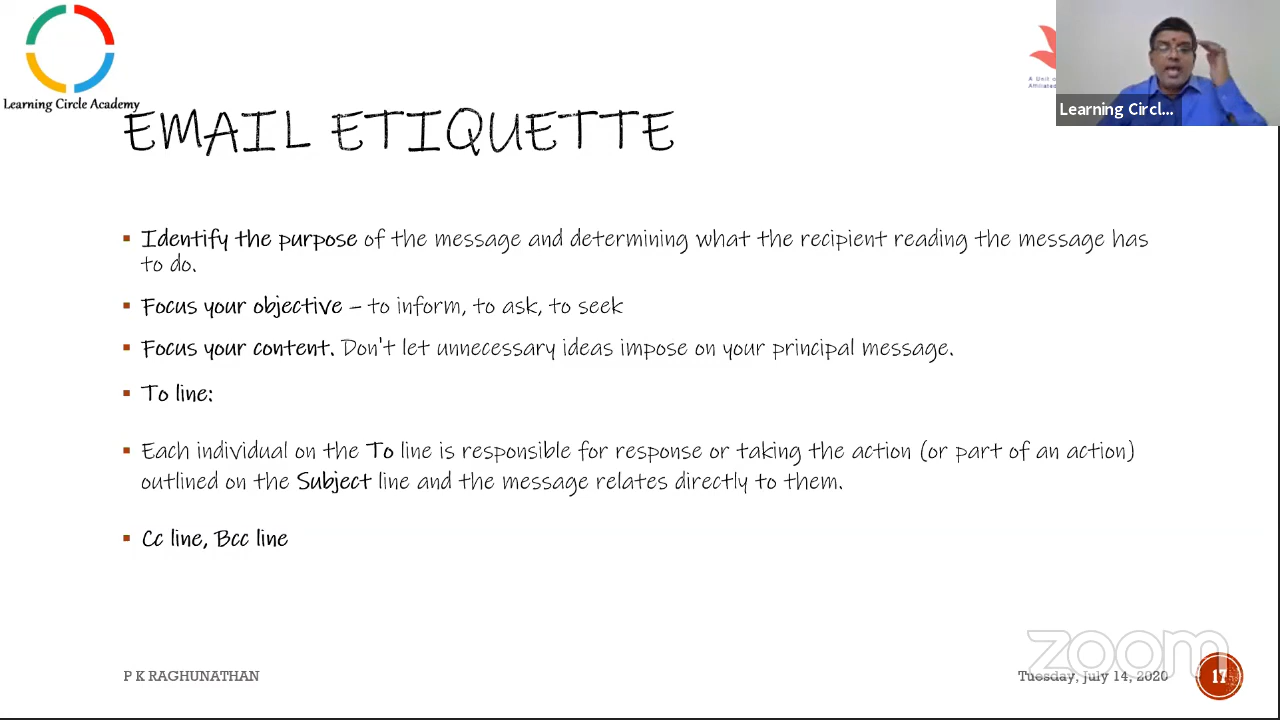 Learning Circle Academy
A Unit o
Affiliated
Learning Circl...
EMAIL ETIQUETTE
▪ Identify the purpose of the message and determining what the recipient reading the message has
to do.
▪ Focus your objective – to inform, to ask, to seek
▪ Focus your content. Don't let unnecessary ideas impose on your principal message.
▪ To line:
▪ Each individual on the To line is responsible for response or taking the action (or part of an action)
outlined on the Subject line and the message relates directly to them.
▪ Cc line, Bcc line
zoom
P K RAGHUNATHAN
Tuesday, July 14, 2020
17